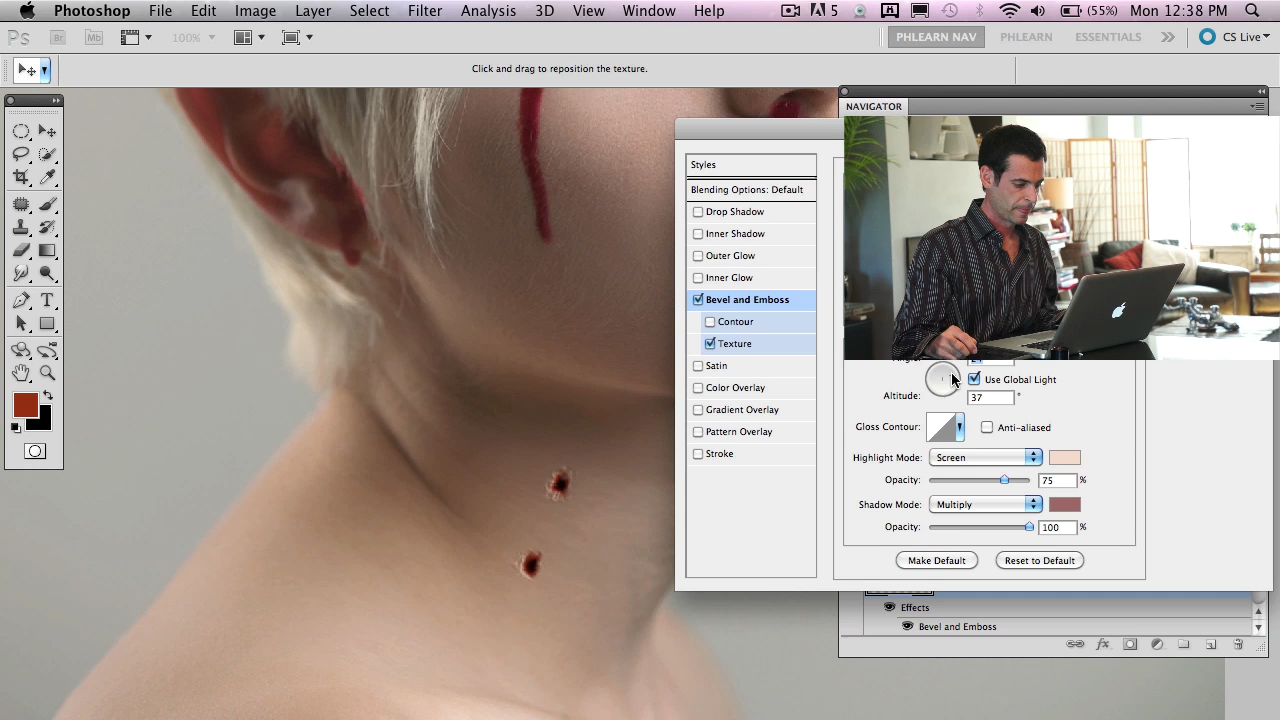 Photoshop File Edit Image Layer Select Filter Analysis 3D View Window Help (55%) Mon 12:38 PM
Ps Br Mb 100% PHLEARN NAV PHLEARN ESSENTIALS CS Live
Click and drag to reposition the texture.
NAVIGATOR
Styles
Blending Options: Default
Drop Shadow
Inner Shadow
Outer Glow
Inner Glow
Bevel and Emboss
Contour
Texture
Satin
Color Overlay
Gradient Overlay
Pattern Overlay
Stroke
Use Global Light
Altitude: 37 °
Gloss Contour: Anti-aliased
Highlight Mode: Screen
Opacity: 75 %
Shadow Mode: Multiply
Opacity: 100 %
Make Default Reset to Default
Effects
Bevel and Emboss
fx